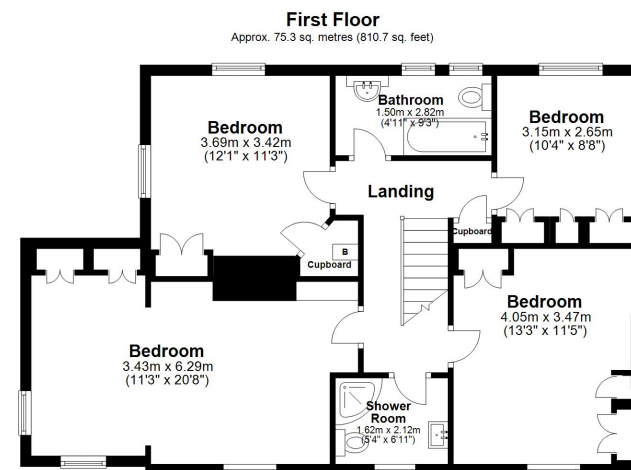 First Floor
Approx. 75.3 sq. metres (810.7 sq. feet)
Bedroom
3.69m x 3.42m
(12'1" x 11'3")
Bathroom
1.50m x 2.82m
(4'11" x 9'3")
Bedroom
3.15m x 2.65m
(10'4" x 8'8")
Landing
Cupboard
B
Cupboard
Bedroom
3.43m x 6.29m
(11'3" x 20'8")
Bedroom
4.05m x 3.47m
(13'3" x 11'5")
Shower
Room
1.62m x 2.12m
(5'4" x 6'11")